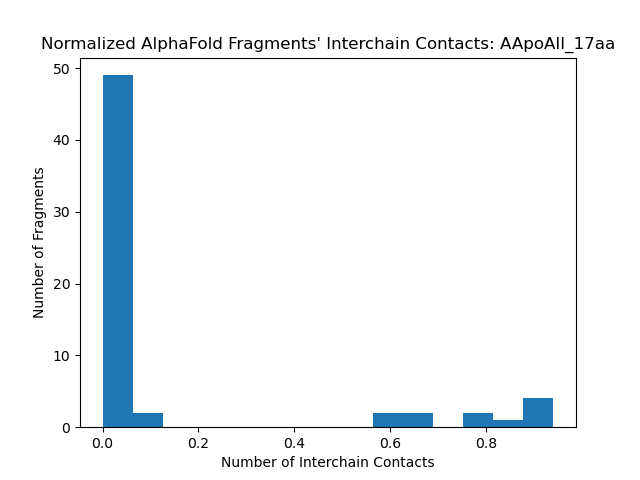 Normalized AlphaFold Fragments' Interchain Contacts: AApoAII_17aa
50
40
30
20
10
0
Number of Fragments
0.0 0.2 0.4 0.6 0.8
Number of Interchain Contacts